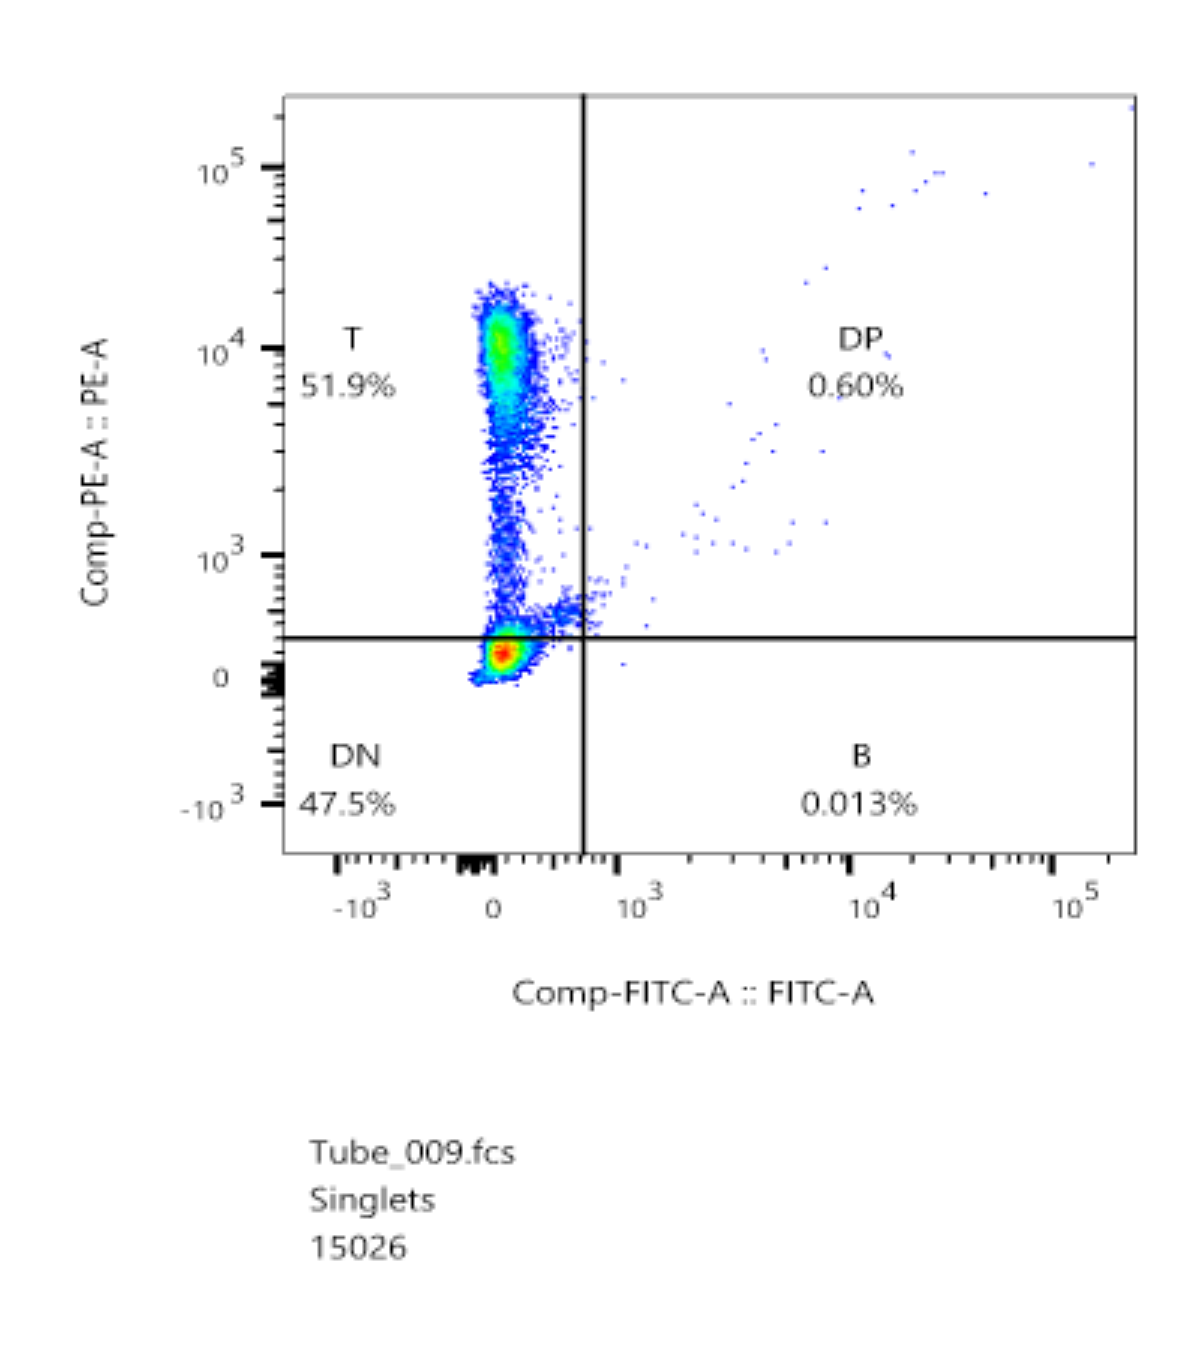 10^5
10^4
10^3
0
-10^3
Comp-PE-A :: PE-A
T
51.9%
DP
0.60%
DN
47.5%
B
0.013%
-10^3
0
10^3
10^4
10^5
Comp-FITC-A :: FITC-A
Tube_009.fcs
Singlets
15026